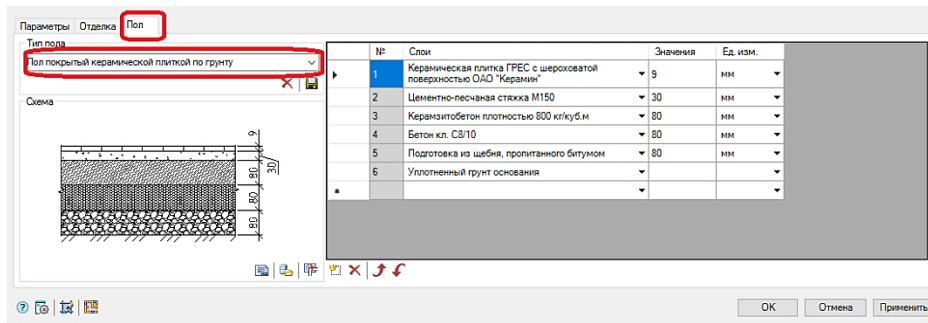 Параметры Отделка Пол
Тип пола
Пол покрытый керамической плиткой по грунту
Схема
9
30
80
80
80
№ Слои Значения Ед. изм.
1 Керамическая плитка ГРЕС с шероховатой поверхностью ОАО "Керамин" 9 мм
2 Цементно-песчаная стяжка М150 30 мм
3 Керамзитобетон плотностью 800 кг/куб.м 80 мм
4 Бетон кл. С8/10 80 мм
5 Подготовка из щебня, пропитанного битумом 80 мм
6 Уплотненный грунт основания
*
OK Отмена Применить